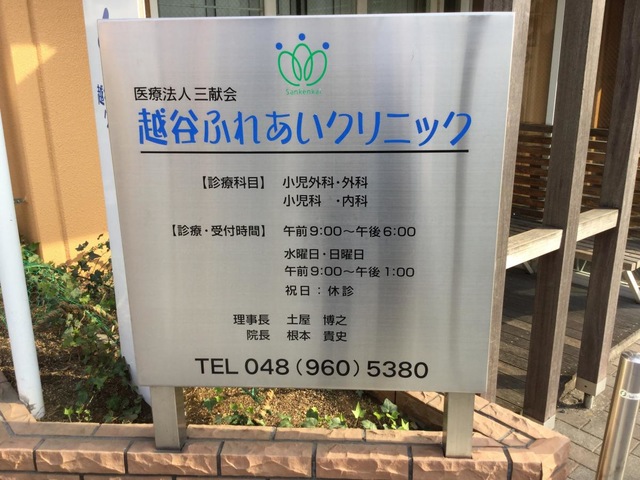 Sankenkai
医療法人三献会
越谷ふれあいクリニック
【診療科目】 小児外科・外科
小児科 ・内科
【診療・受付時間】 午前9:00〜午後6:00
水曜日・日曜日
午前9:00〜午後1:00
祝日:休診
理事長 土屋 博之
院長 根本 貴史
TEL 048(960)5380
越